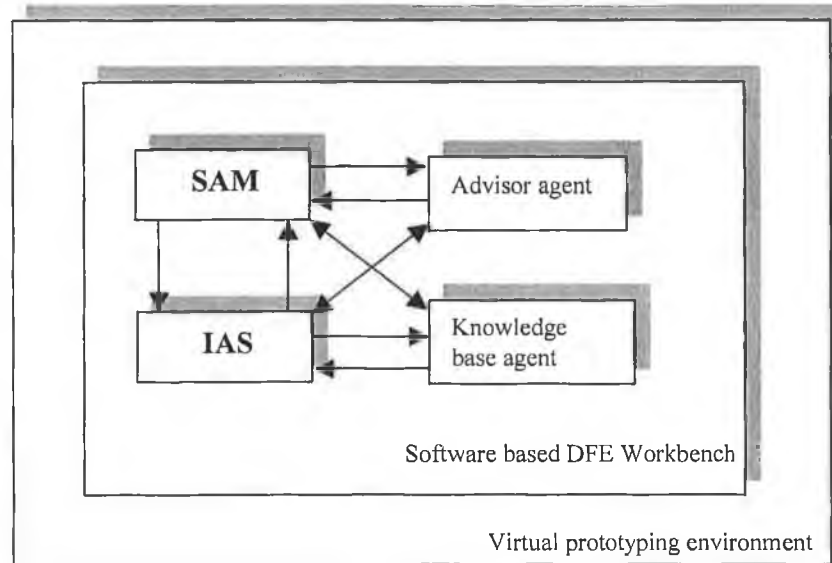 SAM
Advisor agent
IAS
Knowledge
base agent
Software based DFE Workbench
Virtual prototyping environment